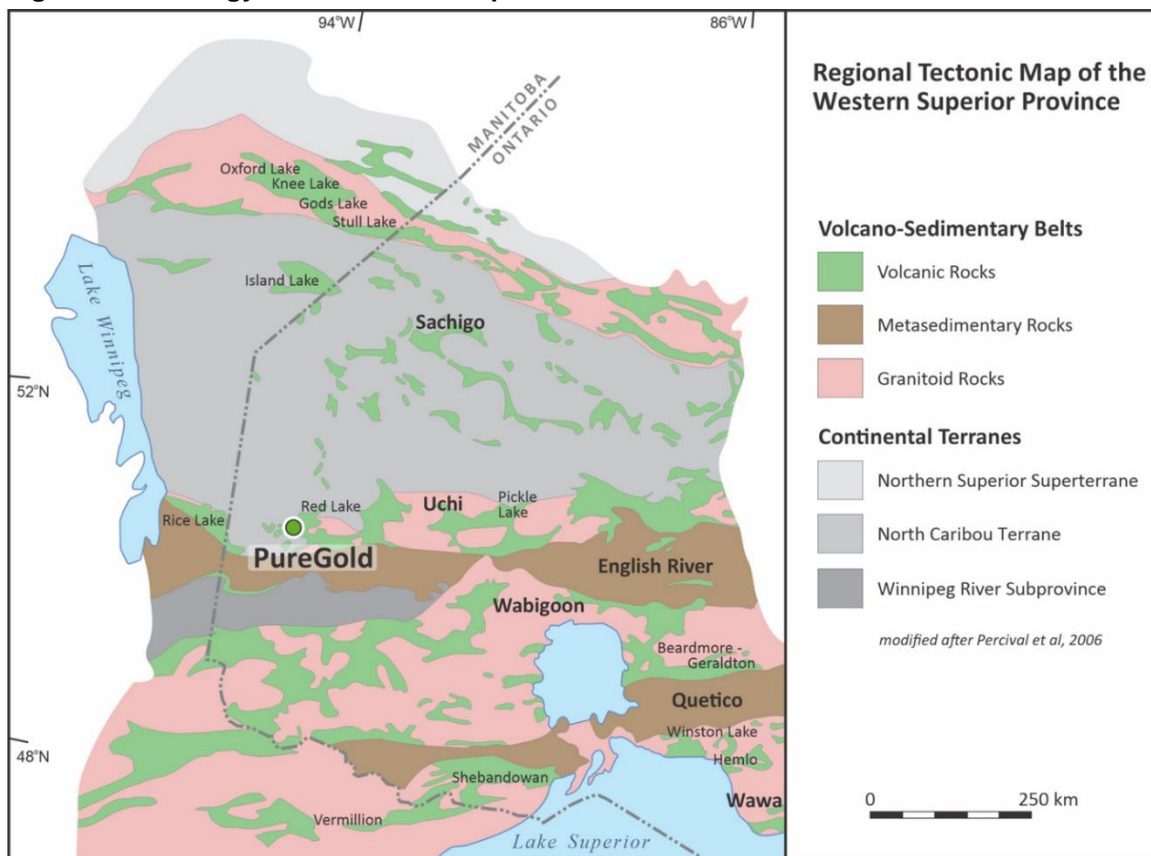 94°W
86°W
MANITOBA
ONTARIO
Oxford Lake
Knee Lake
Gods Lake
Stull Lake
Island Lake
Lake Winnipeg
Sachigo
52°N
Rice Lake
Red Lake
Uchi
Pickle
Lake
PureGold
English River
Wabigoon
Beardmore -
Geraldton
Quetico
Winston Lake
Hemlo
48°N
Shebandowan
Wawa
Vermillion
Lake Superior
Regional Tectonic Map of the
Western Superior Province
Volcano-Sedimentary Belts
Volcanic Rocks
Metasedimentary Rocks
Granitoid Rocks
Continental Terranes
Northern Superior Superterrane
North Caribou Terrane
Winnipeg River Subprovince
modified after Percival et al, 2006
0
250 km